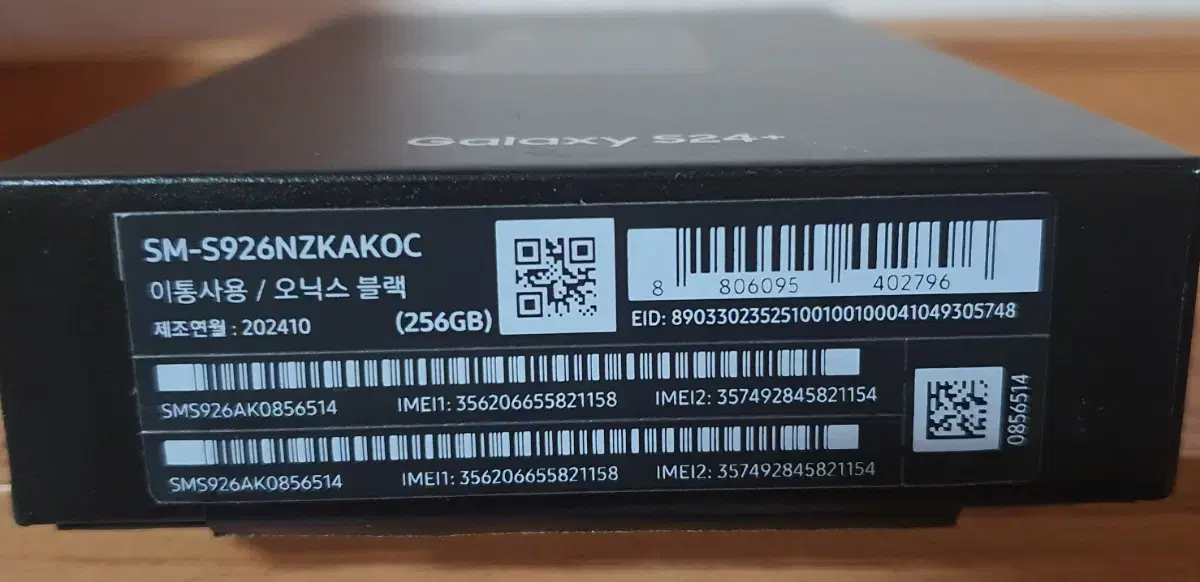 Galaxy S24+
SM-S926NZKAKOC
이통사용 / 오닉스 블랙
제조연월 : 202410 (256GB)
8 806095 402796
EID: 89033023525100100100041049305748
SMS926AK0856514 IMEI1: 356206655821158 IMEI2: 357492845821154
SMS926AK0856514 IMEI1: 356206655821158 IMEI2: 357492845821154
0856514